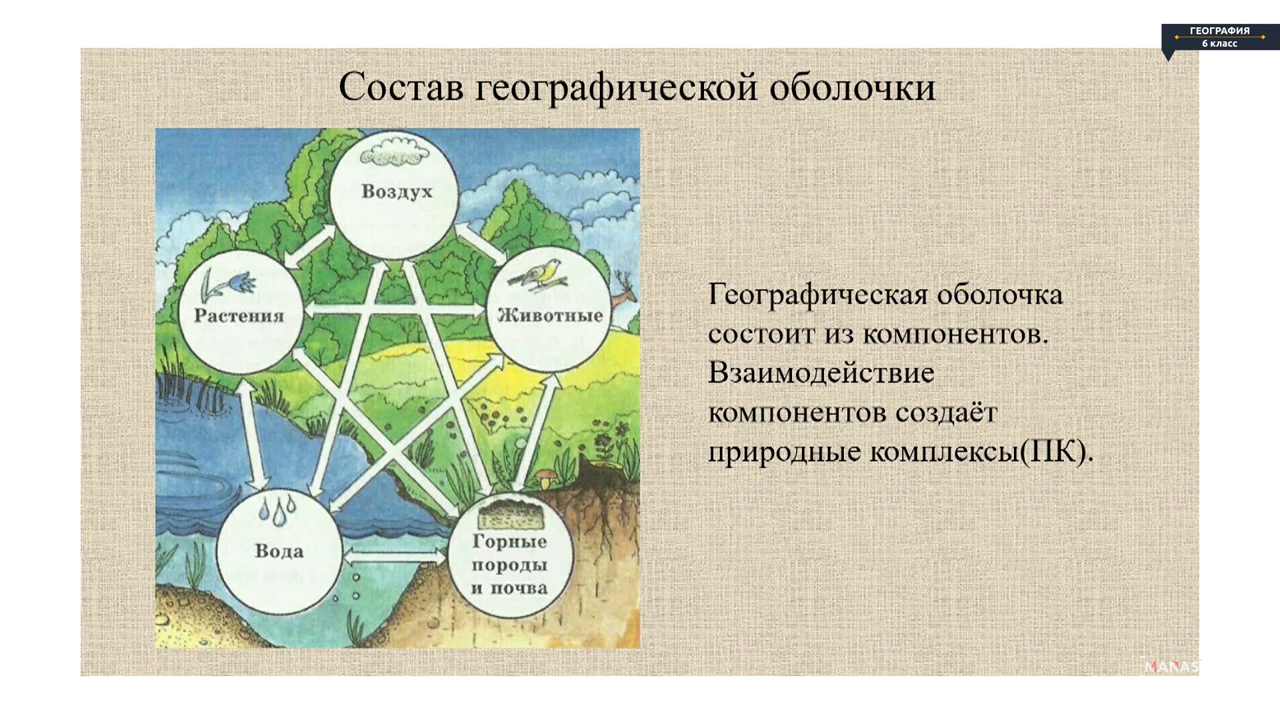 ГЕОГРАФИЯ
6 класс
Состав географической оболочки
Воздух
Растения
Животные
Вода
Горные
породы
и почва
Географическая оболочка
состоит из компонентов.
Взаимодействие
компонентов создаёт
природные комплексы(ПК).
MANAS